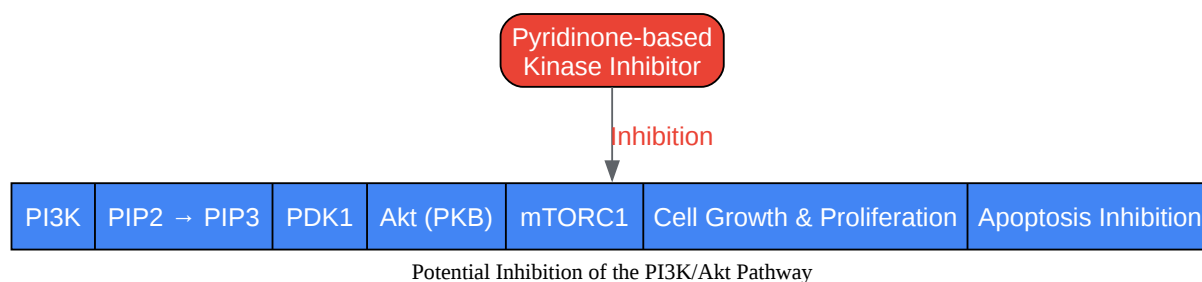 Pyridinone-based
Kinase Inhibitor
Inhibition
PI3K
PIP2 → PIP3
PDK1
Akt (PKB)
mTORC1
Cell Growth & Proliferation
Apoptosis Inhibition
Potential Inhibition of the PI3K/Akt Pathway